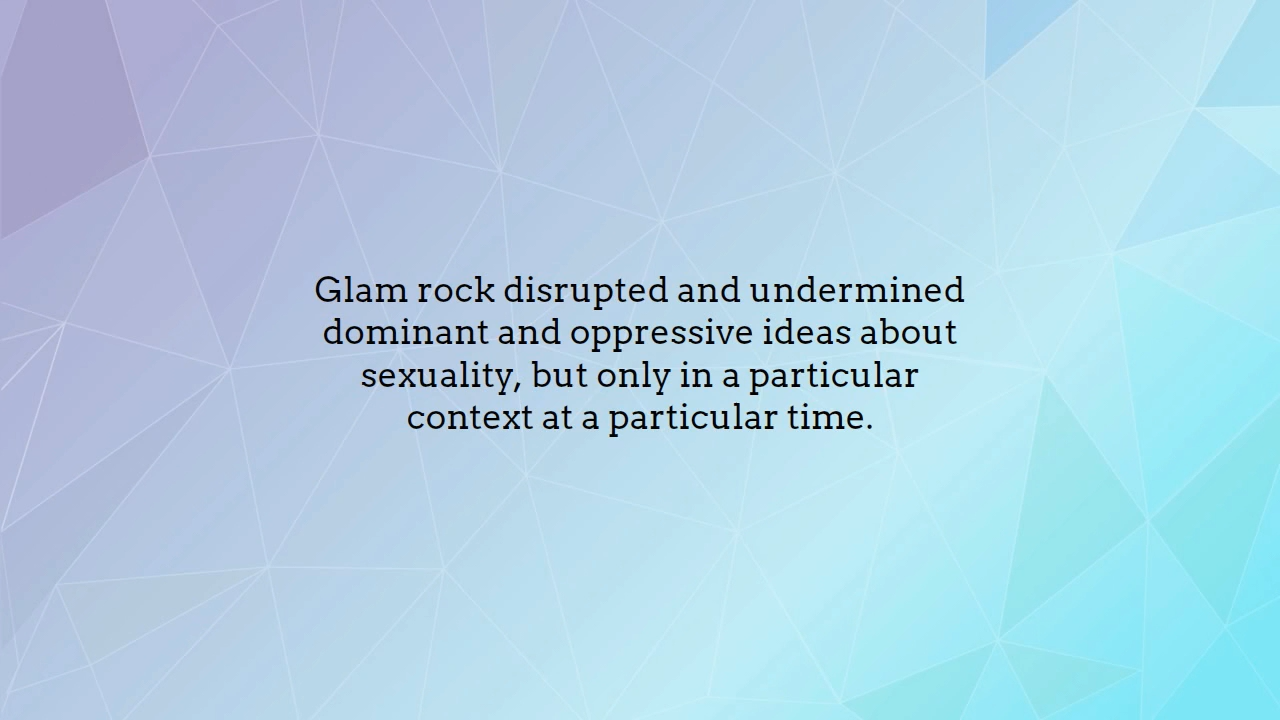 Glam rock disrupted and undermined
dominant and oppressive ideas about
sexuality, but only in a particular
context at a particular time.